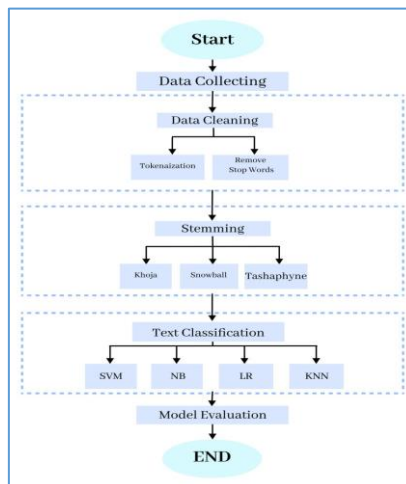 Start
Data Collecting
Data Cleaning
Tokenaization
Remove
Stop Words
Stemming
Khoja
Snowball
Tashaphyne
Text Classification
SVM
NB
LR
KNN
Model Evaluation
END